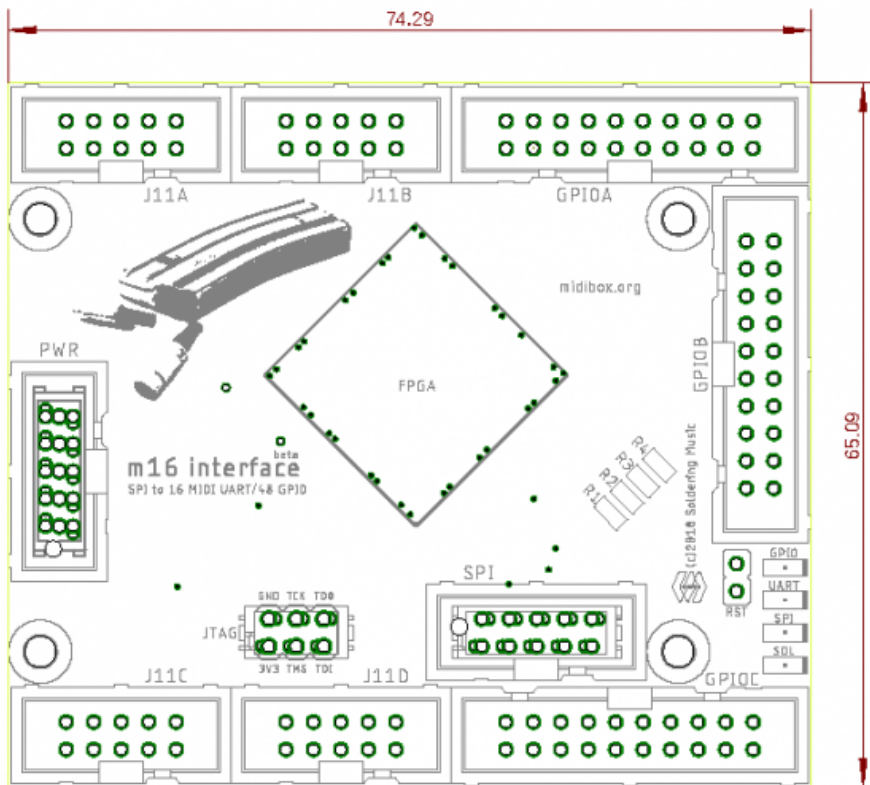 74.29
J11A
J11B
GPIOA
midibox.org
PWR
GPIOB
FPGA
65.09
beta
m16 interface
SPI to 16 MIDI UART/48 GPIO
R4
R3
R2
R1
(c)2018 Soldering Music
GPIO
UART
SPI
SOL
RST
SPI
GND TCK TDO
JTAG
3V3 TMS TDI
J11C
J11D
GPIOC